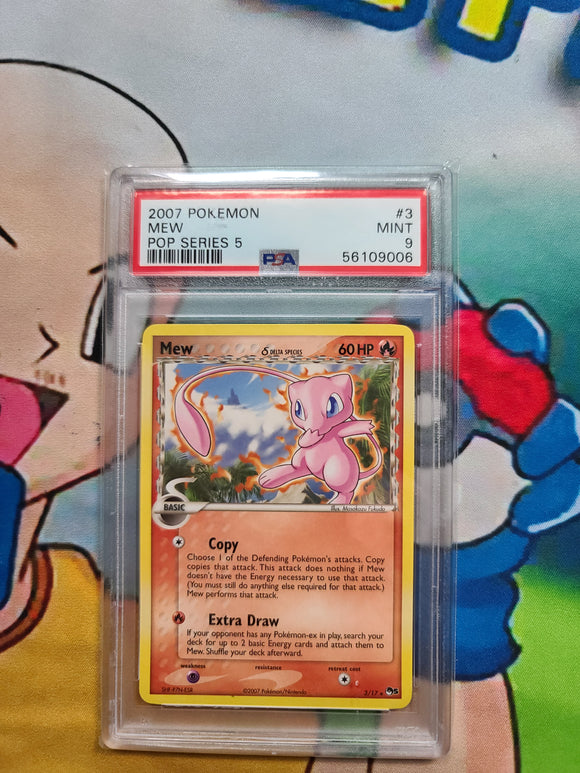 2007 POKEMON #3
MEW MINT
POP SERIES 5 9
PSA 56109006
Mew δ DELTA SPECIES 60 HP
Illus. Masakazu Fukuda
BASIC
Copy
Choose 1 of the Defending Pokémon's attacks. Copy
copies that attack. This attack does nothing if Mew
doesn't have the Energy necessary to use that attack.
(You must still do anything else required for that attack.)
Mew performs that attack.
Extra Draw
If your opponent has any Pokémon-ex in play, search your
deck for up to 2 basic Energy cards and attach them to
Mew. Shuffle your deck afterward.
weakness resistance retreat cost
©2007 Pokémon/Nintendo 3/17